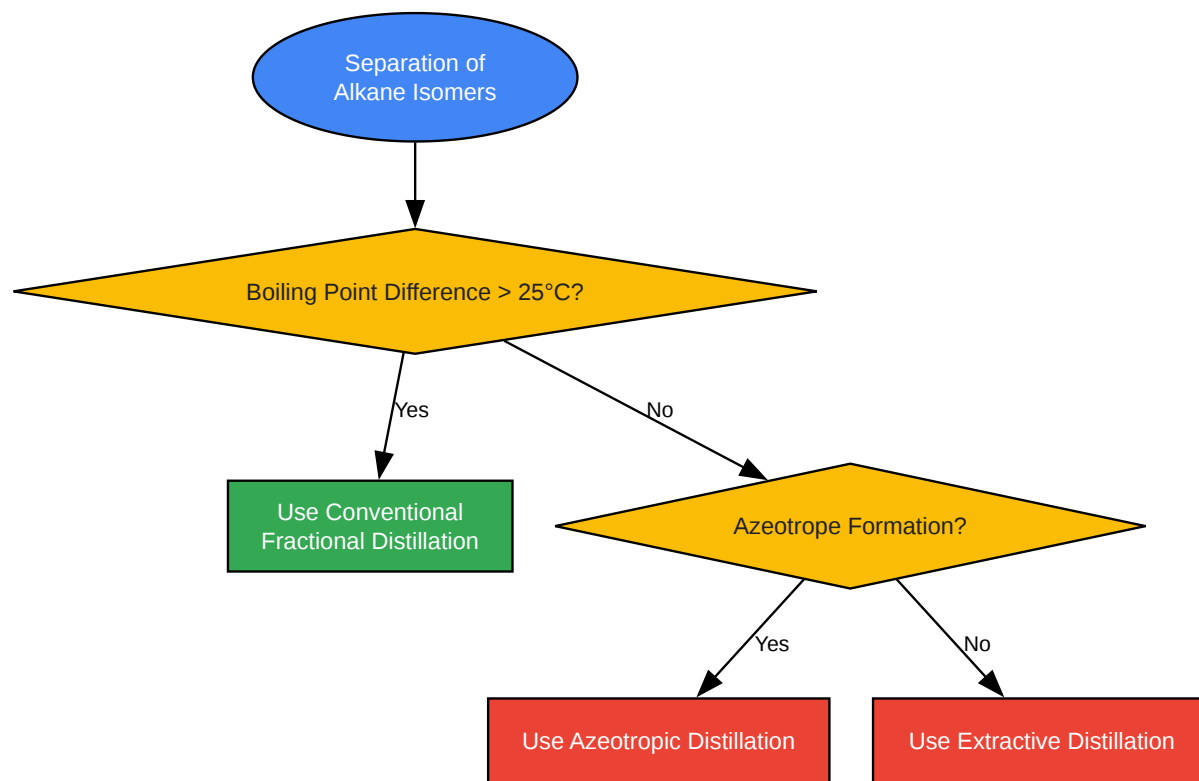 Separation of
Alkane Isomers
Boiling Point Difference > 25°C?
Yes
No
Use Conventional
Fractional Distillation
Azeotrope Formation?
Yes
No
Use Azeotropic Distillation
Use Extractive Distillation